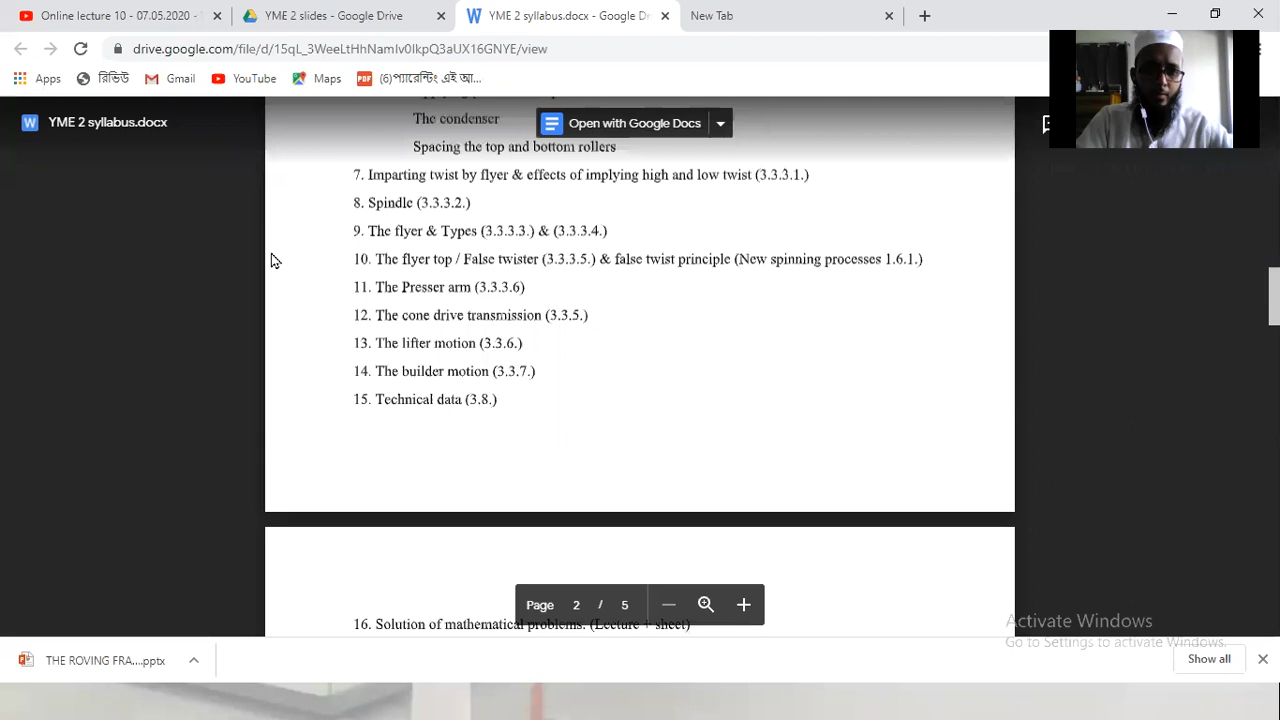 Online lecture 10 - 07.05.2020 -
YME 2 slides - Google Drive
YME 2 syllabus.docx - Google Dr
New Tab
drive.google.com/file/d/15qL_3WeeLtHhNamIv0IkpQ3aUX16GNYE/view
Apps
রিভিউ
Gmail
YouTube
Maps
(6)প্যারেন্টিং এই আ...
YME 2 syllabus.docx
Open with Google Docs
The condenser
Spacing the top and bottom rollers
7. Imparting twist by flyer & effects of implying high and low twist (3.3.3.1.)
8. Spindle (3.3.3.2.)
9. The flyer & Types (3.3.3.3.) & (3.3.3.4.)
10. The flyer top / False twister (3.3.3.5.) & false twist principle (New spinning processes 1.6.1.)
11. The Presser arm (3.3.3.6)
12. The cone drive transmission (3.3.5.)
13. The lifter motion (3.3.6.)
14. The builder motion (3.3.7.)
15. Technical data (3.8.)
Page 2 / 5
16. Solution of mathematical problems. (Lecture + sheet)
Activate Windows
Go to Settings to activate Windows.
THE ROVING FRA....pptx
Show all